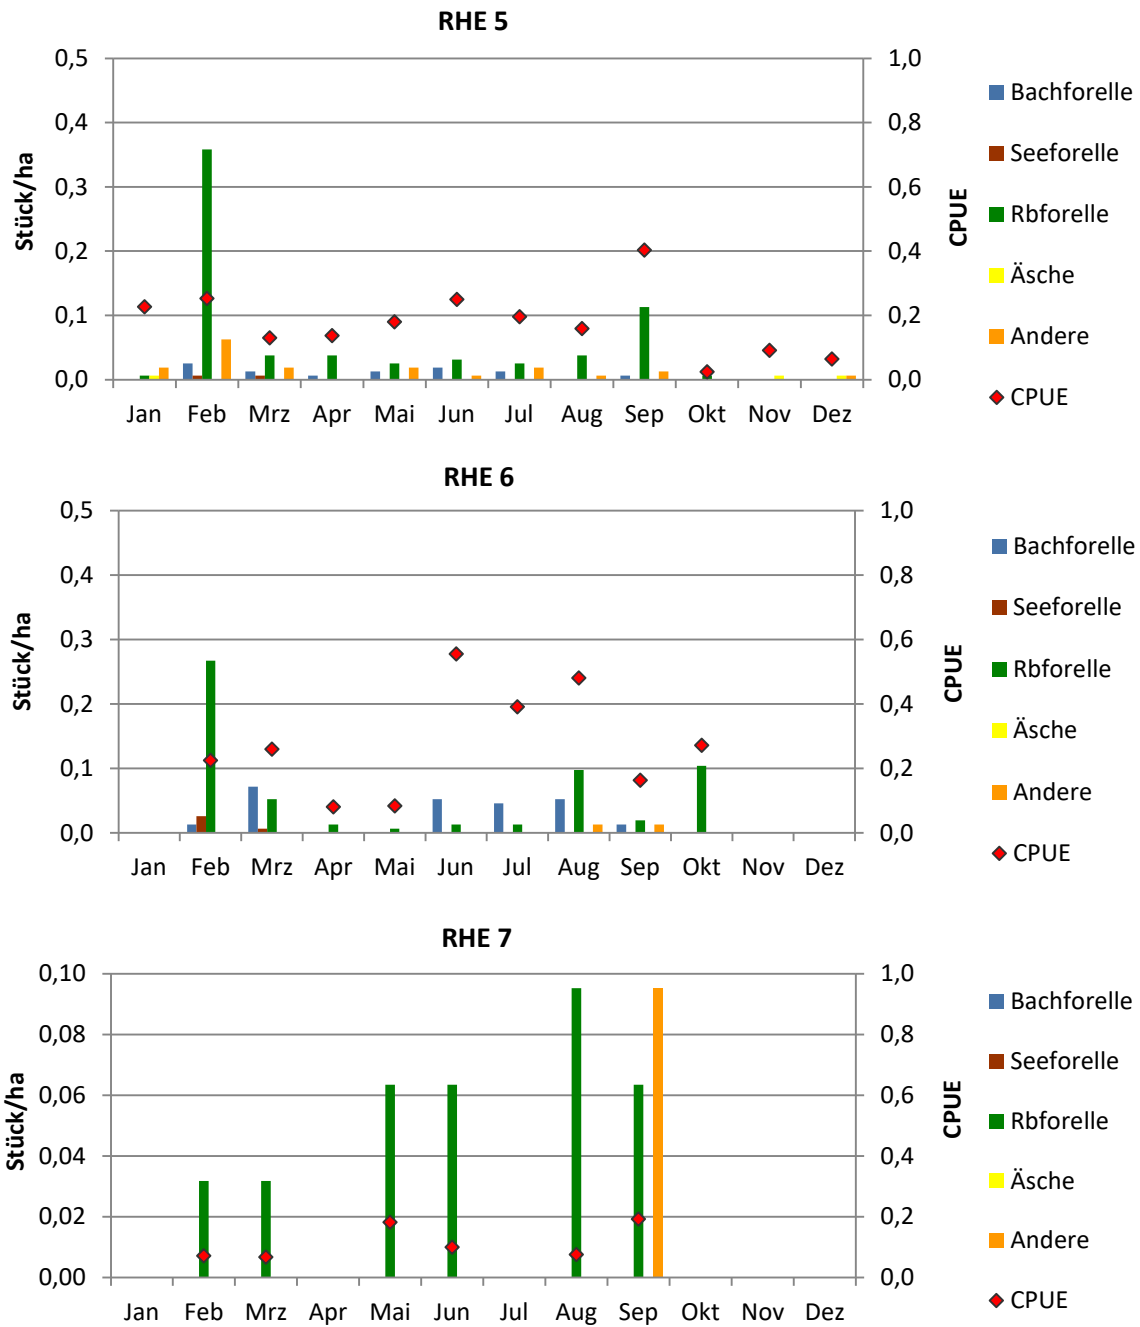 RHE 5
0,5
0,4
0,3
0,2
0,1
0,0
Stück/ha
1,0
0,8
0,6
0,4
0,2
0,0
CPUE
Jan Feb Mrz Apr Mai Jun Jul Aug Sep Okt Nov Dez
Bachforelle
Seeforelle
Rbforelle
Äsche
Andere
CPUE
RHE 6
0,5
0,4
0,3
0,2
0,1
0,0
Stück/ha
1,0
0,8
0,6
0,4
0,2
0,0
CPUE
Jan Feb Mrz Apr Mai Jun Jul Aug Sep Okt Nov Dez
Bachforelle
Seeforelle
Rbforelle
Äsche
Andere
CPUE
RHE 7
0,10
0,08
0,06
0,04
0,02
0,00
Stück/ha
1,0
0,8
0,6
0,4
0,2
0,0
CPUE
Jan Feb Mrz Apr Mai Jun Jul Aug Sep Okt Nov Dez
Bachforelle
Seeforelle
Rbforelle
Äsche
Andere
CPUE